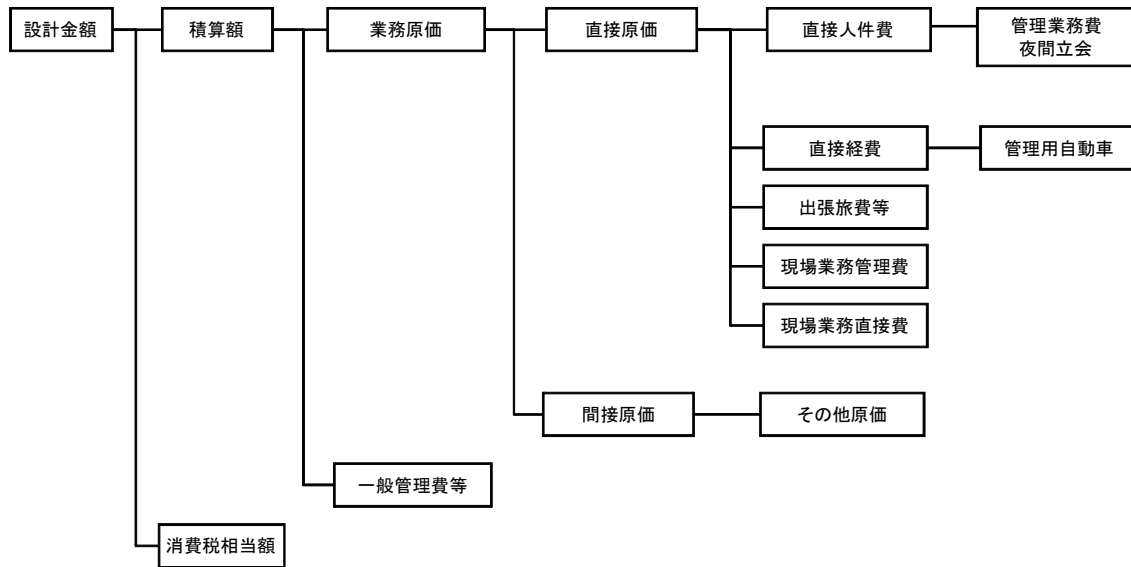 設計金額
積算額
業務原価
直接原価
直接人件費
管理業務費
夜間立会
直接経費
管理用自動車
出張旅費等
現場業務管理費
現場業務直接費
間接原価
その他原価
一般管理費等
消費税相当額